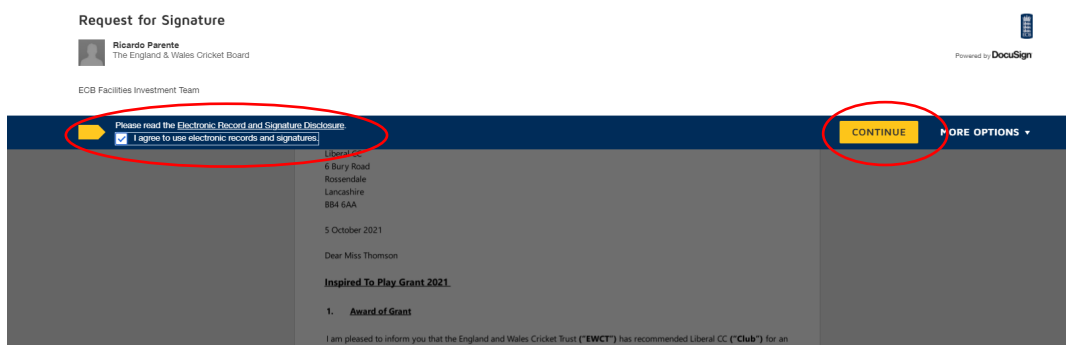 Request for Signature
Ricardo Parente
The England & Wales Cricket Board
ECB
Powered by DocuSign
ECB Facilities Investment Team
Please read the Electronic Record and Signature Disclosure.
I agree to use electronic records and signatures.
CONTINUE
MORE OPTIONS
Liberal CC
6 Bury Road
Rossendale
Lancashire
BB4 6AA
5 October 2021
Dear Miss Thomson
Inspired To Play Grant 2021
1. Award of Grant
I am pleased to inform you that the England and Wales Cricket Trust ("EWCT") has recommended Liberal CC ("Club") for an